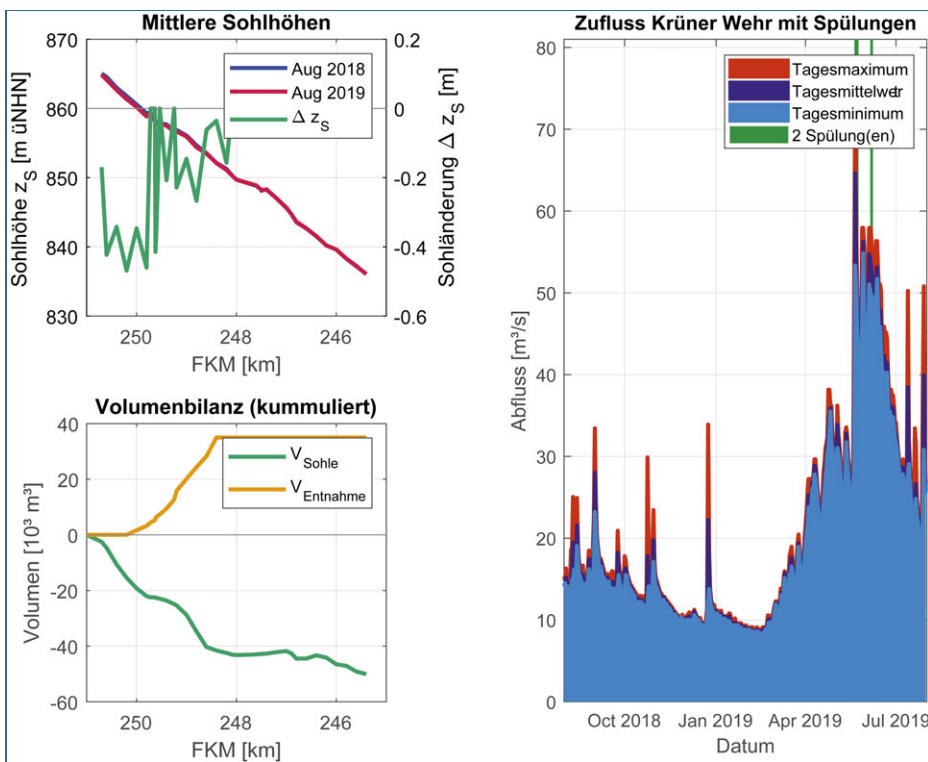 Mittlere Sohlhöhen
870
860
850
840
830
Sohlhöhe z_S [m üNHN]
Aug 2018
Aug 2019
Δ z_S
0.2
0
-0.2
-0.4
-0.6
Sohländerung Δ z_S [m]
250
248
246
FKM [km]
Volumenbilanz (kummuliert)
40
20
0
-20
-40
-60
Volumen [10³ m³]
V_Sohle
V_Entnahme
250
248
246
FKM [km]
Zufluss Krüner Wehr mit Spülungen
80
70
60
50
40
30
20
10
0
Abfluss [m³/s]
Tagesmaximum
Tagesmittelwert
Tagesminimum
2 Spülung(en)
Oct 2018
Jan 2019
Apr 2019
Jul 2019
Datum